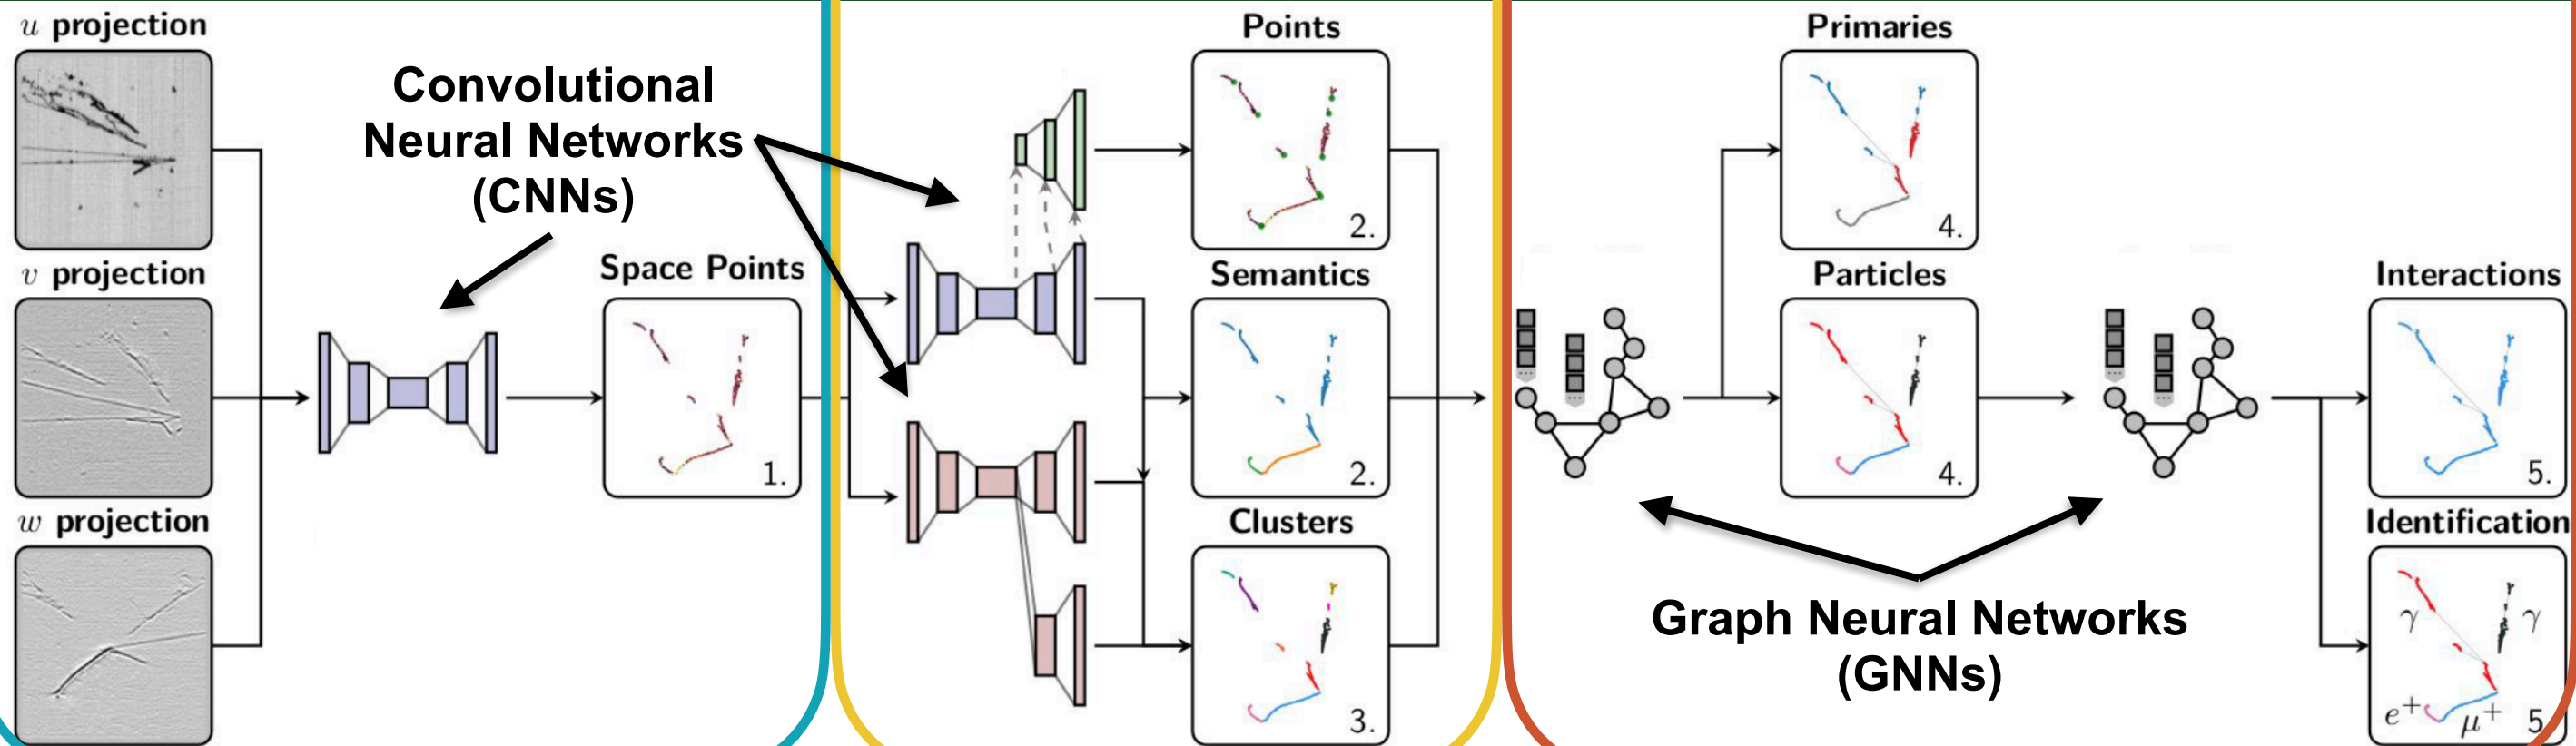 u projection
v projection
w projection
Convolutional
Neural Networks
(CNNs)
Space Points
1.
Points
2.
Semantics
2.
Clusters
3.
Primaries
4.
Particles
4.
Graph Neural Networks
(GNNs)
Interactions
5.
Identification
γ
γ
e⁺
μ⁺
5.